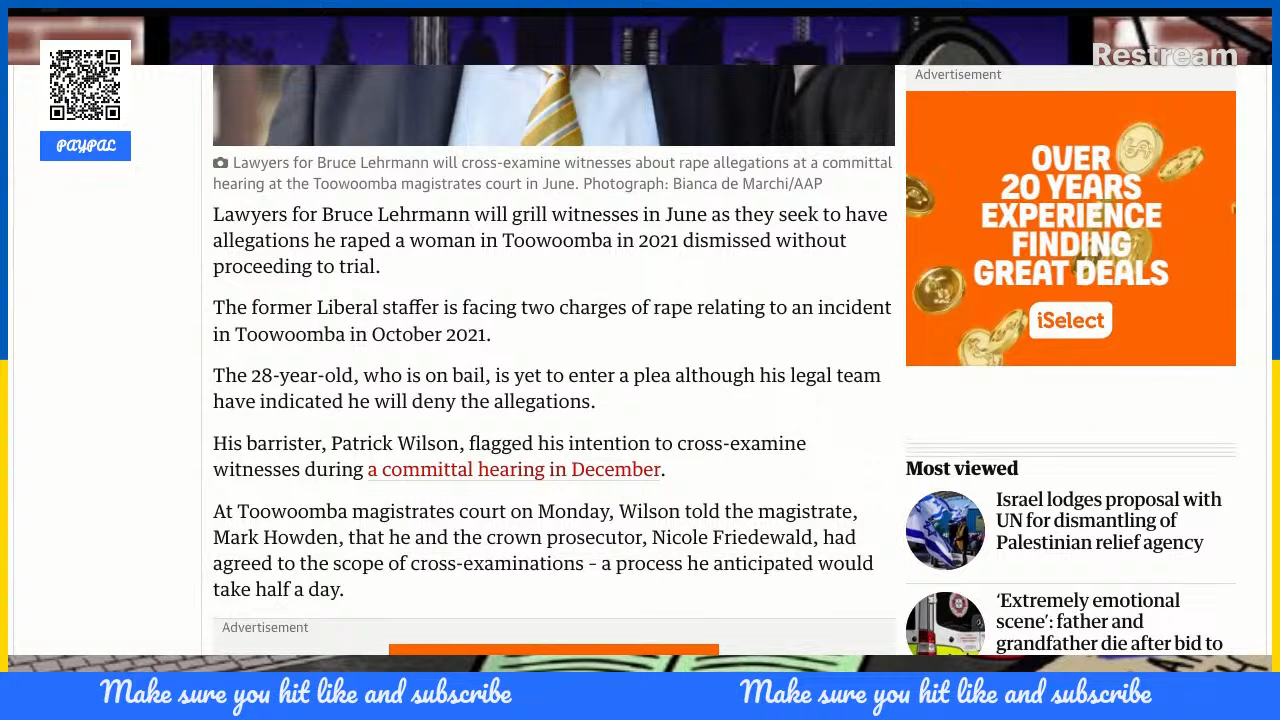 Restream
PAYPAL
Advertisement
OVER
20 YEARS
EXPERIENCE
FINDING
GREAT DEALS
iSelect
Lawyers for Bruce Lehrmann will cross-examine witnesses about rape allegations at a committal
hearing at the Toowoomba magistrates court in June. Photograph: Bianca de Marchi/AAP
Lawyers for Bruce Lehrmann will grill witnesses in June as they seek to have
allegations he raped a woman in Toowoomba in 2021 dismissed without
proceeding to trial.
The former Liberal staffer is facing two charges of rape relating to an incident
in Toowoomba in October 2021.
The 28-year-old, who is on bail, is yet to enter a plea although his legal team
have indicated he will deny the allegations.
His barrister, Patrick Wilson, flagged his intention to cross-examine
witnesses during a committal hearing in December.
At Toowoomba magistrates court on Monday, Wilson told the magistrate,
Mark Howden, that he and the crown prosecutor, Nicole Friedewald, had
agreed to the scope of cross-examinations – a process he anticipated would
take half a day.
Advertisement
Most viewed
Israel lodges proposal with
UN for dismantling of
Palestinian relief agency
‘Extremely emotional
scene’: father and
grandfather die after bid to
Make sure you hit like and subscribe
Make sure you hit like and subscribe